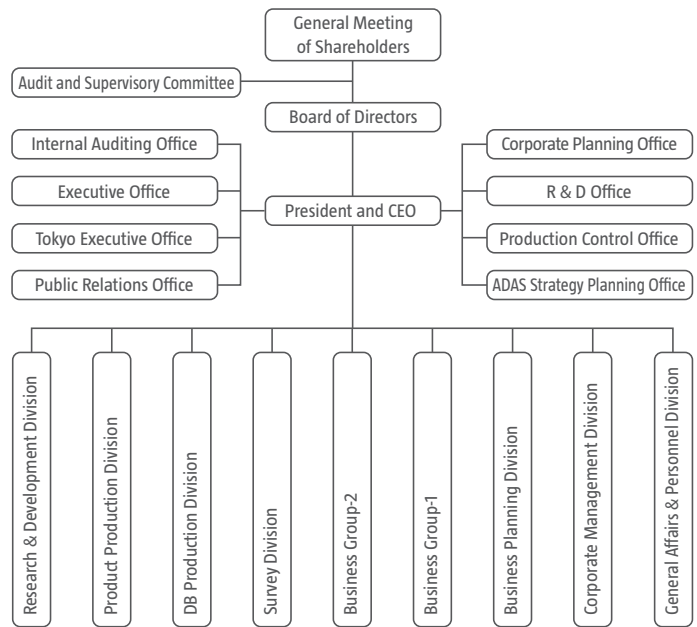 General Meeting
of Shareholders
Audit and Supervisory Committee
Board of Directors
Internal Auditing Office
Corporate Planning Office
Executive Office
R & D Office
President and CEO
Tokyo Executive Office
Production Control Office
Public Relations Office
ADAS Strategy Planning Office
Research & Development Division
Product Production Division
DB Production Division
Survey Division
Business Group-2
Business Group-1
Business Planning Division
Corporate Management Division
General Affairs & Personnel Division